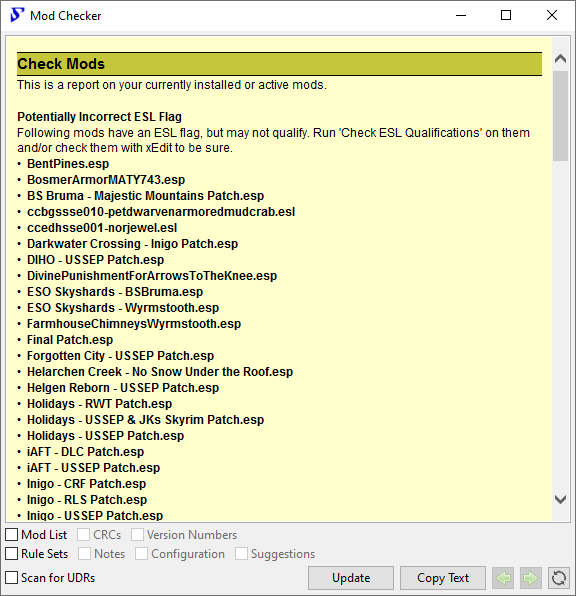 Mod Checker
Check Mods
This is a report on your currently installed or active mods.
Potentially Incorrect ESL Flag
Following mods have an ESL flag, but may not qualify. Run 'Check ESL Qualifications' on them
and/or check them with xEdit to be sure.
• BentPines.esp
• BosmerArmorMATY743.esp
• BS Bruma - Majestic Mountains Patch.esp
• ccbgssse010-petdwarvenarmoredmudcrab.esl
• ccedhsse001-norjewel.esl
• Darkwater Crossing - Inigo Patch.esp
• DIHO - USSEP Patch.esp
• DivinePunishmentForArrowsToTheKnee.esp
• ESO Skyshards - BSBruma.esp
• ESO Skyshards - Wyrmstooth.esp
• FarmhouseChimneysWyrmstooth.esp
• Final Patch.esp
• Forgotten City - USSEP Patch.esp
• Helarchen Creek - No Snow Under the Roof.esp
• Helgen Reborn - USSEP Patch.esp
• Holidays - RWT Patch.esp
• Holidays - USSEP & JKs Skyrim Patch.esp
• Holidays - USSEP Patch.esp
• iAFT - DLC Patch.esp
• iAFT - USSEP Patch.esp
• Inigo - CRF Patch.esp
• Inigo - RLS Patch.esp
• Inigo - USSEP Patch.esp
Mod List CRCs Version Numbers
Rule Sets Notes Configuration Suggestions
Scan for UDRs Update Copy Text